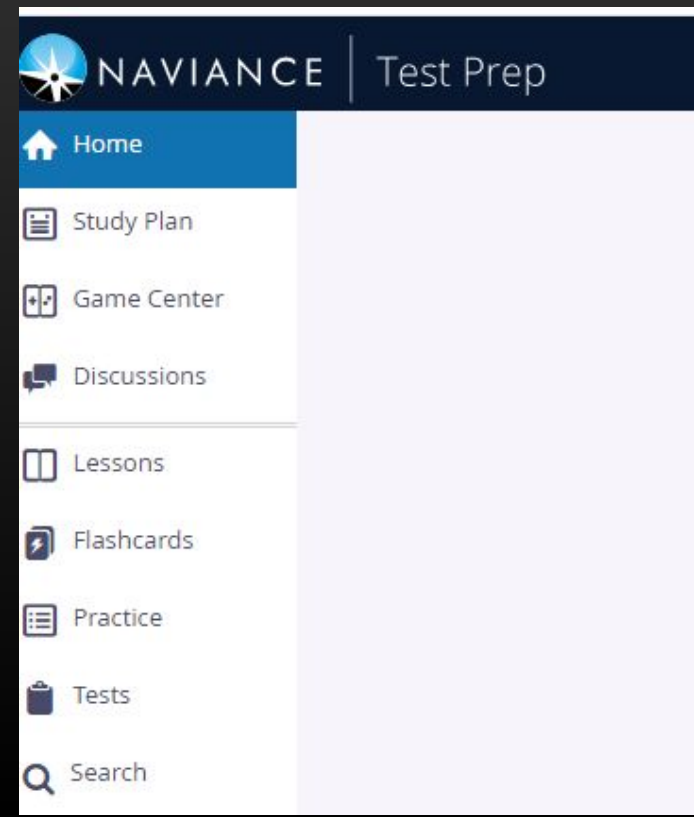 NAVIANCE | Test Prep
Home
Study Plan
Game Center
Discussions
Lessons
Flashcards
Practice
Tests
Search